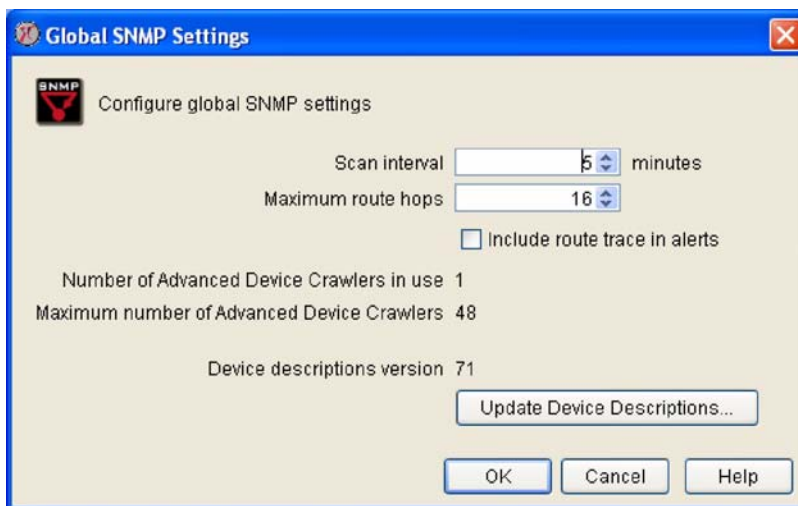 Global SNMP Settings
SNMP
Configure global SNMP settings
Scan interval 5 minutes
Maximum route hops 16
Include route trace in alerts
Number of Advanced Device Crawlers in use 1
Maximum number of Advanced Device Crawlers 48
Device descriptions version 71
Update Device Descriptions...
OK Cancel Help